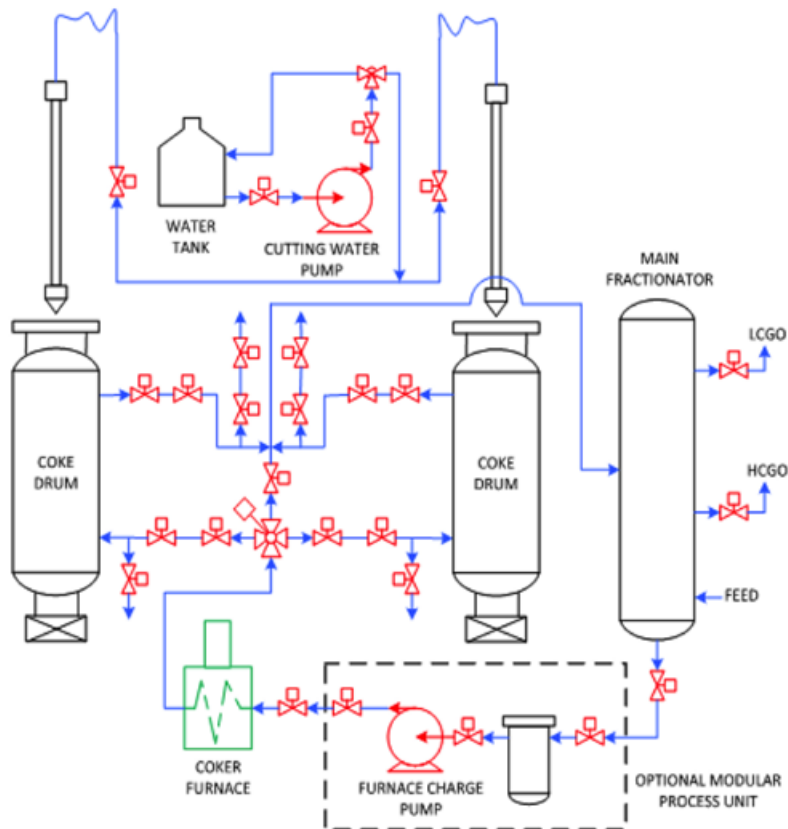 WATER
TANK
CUTTING WATER
PUMP
MAIN
FRACTIONATOR
LCGO
COKE
DRUM
COKE
DRUM
HCGO
FEED
COKER
FURNACE
FURNACE CHARGE
PUMP
OPTIONAL MODULAR
PROCESS UNIT